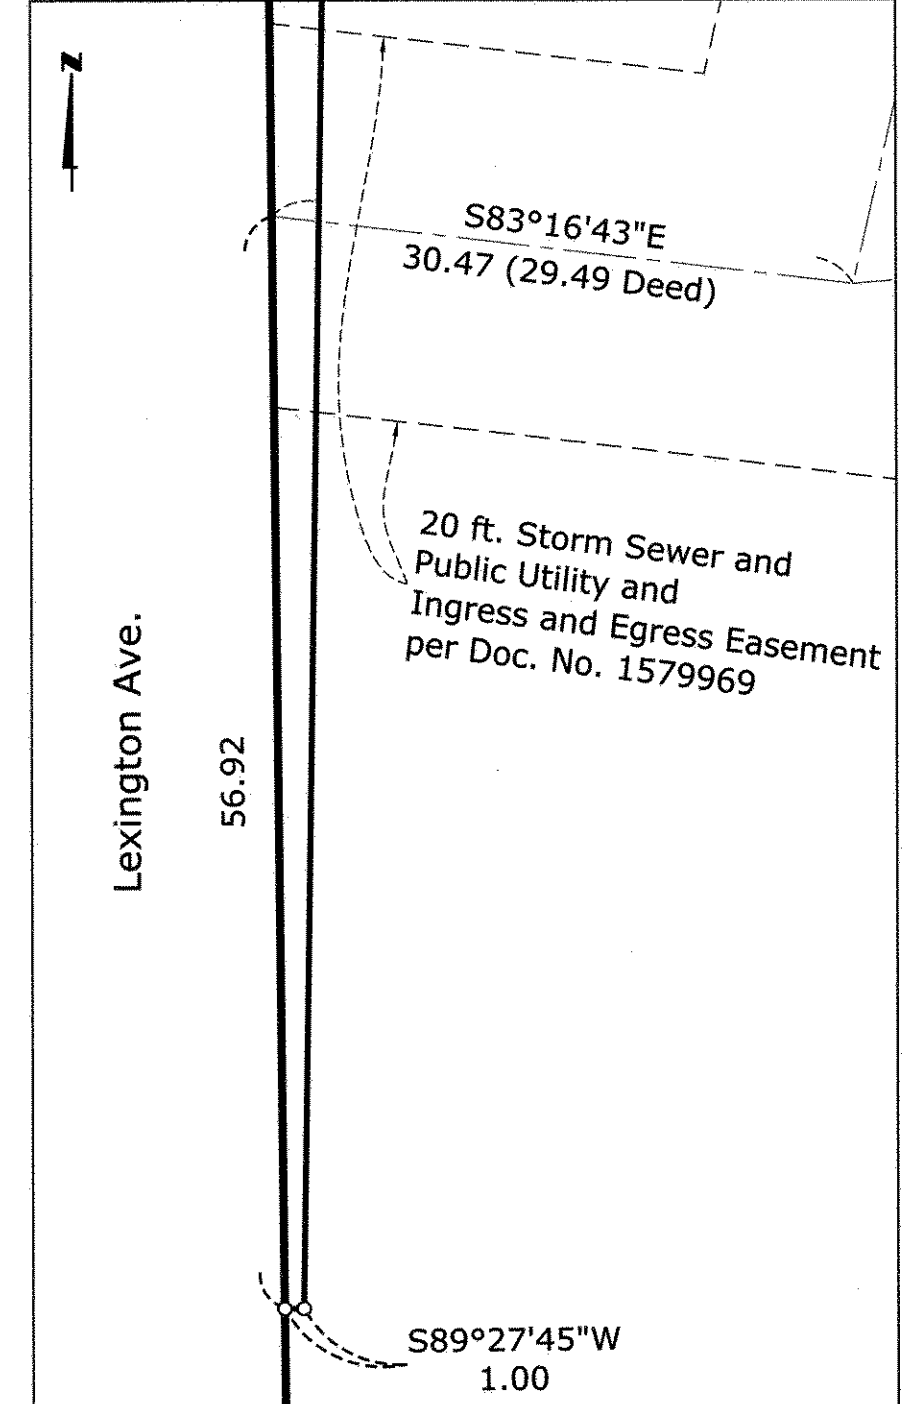 N
S83°16'43"E
30.47 (29.49 Deed)
20 ft. Storm Sewer and
Public Utility and
Ingress and Egress Easement
per Doc. No. 1579969
Lexington Ave.
56.92
S89°27'45"W
1.00